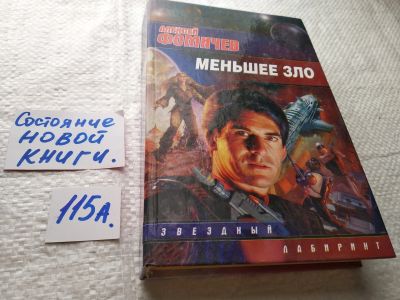 Состояние
НОВОЙ
КНИГИ.
115А.
АЛЕКСЕЙ
ФОМИЧЕВ
МЕНЬШЕЕ ЗЛО
ЗВЕЗДНЫЙ
ЛАБИРИНТ